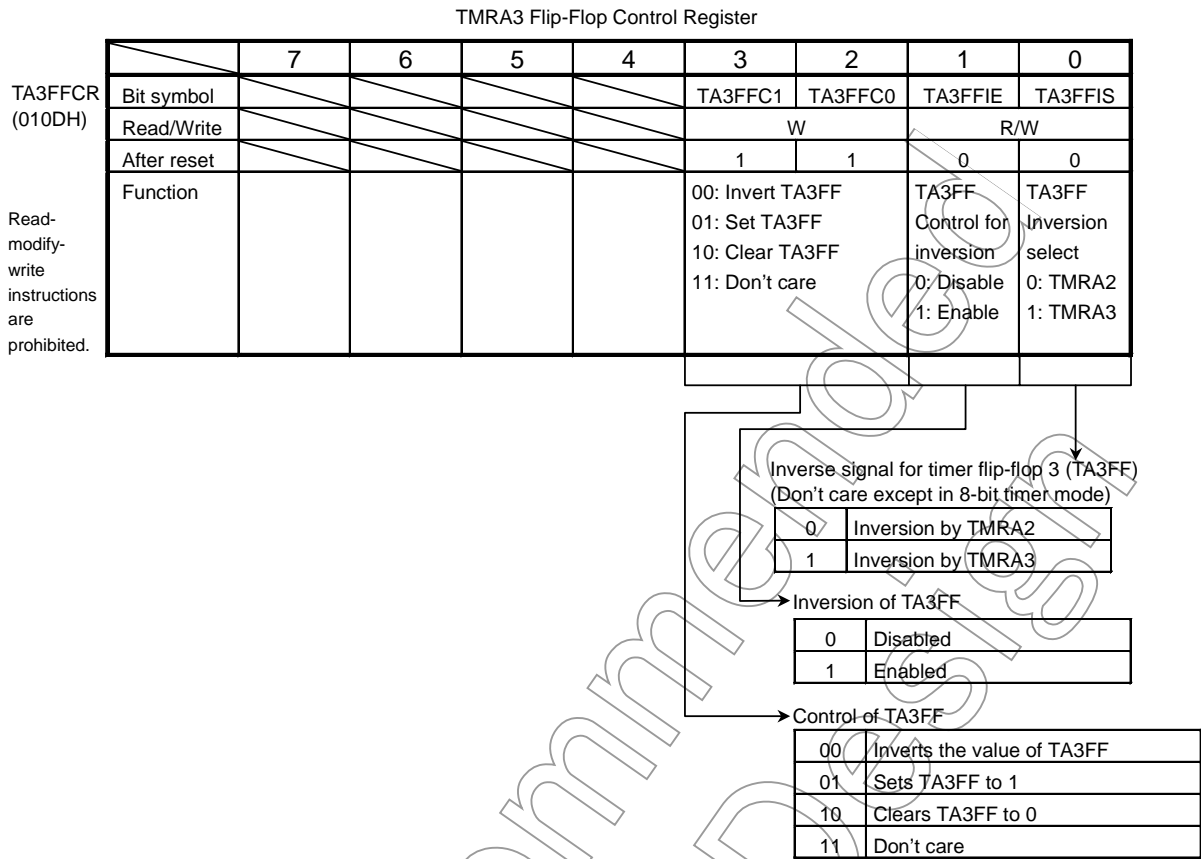 TMRA3 Flip-Flop Control Register
7 6 5 4 3 2 1 0
TA3FFCR
(010DH)
Bit symbol TA3FFC1 TA3FFC0 TA3FFIE TA3FFIS
Read/Write W R/W
After reset 1 1 0 0
Read-
modify-
write
instructions
are
prohibited.
Function
00: Invert TA3FF
01: Set TA3FF
10: Clear TA3FF
11: Don't care
TA3FF
Control for
inversion
0: Disable
1: Enable
TA3FF
Inversion
select
0: TMRA2
1: TMRA3
Inverse signal for timer flip-flop 3 (TA3FF)
(Don't care except in 8-bit timer mode)
0 Inversion by TMRA2
1 Inversion by TMRA3
Inversion of TA3FF
0 Disabled
1 Enabled
Control of TA3FF
00 Inverts the value of TA3FF
01 Sets TA3FF to 1
10 Clears TA3FF to 0
11 Don't care